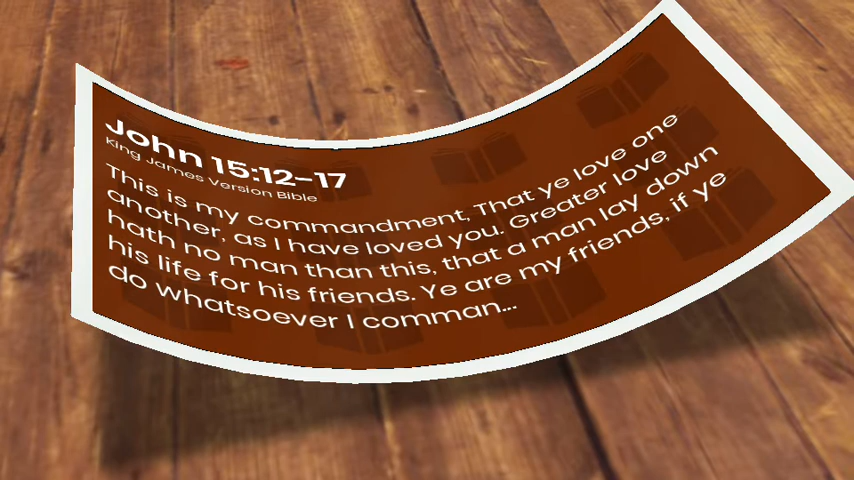 John 15:12–17
King James Version Bible
This is my commandment, That ye love one
another, as I have loved you. Greater love
hath no man than this, that a man lay down
his life for his friends. Ye are my friends, if ye
do whatsoever I comman...